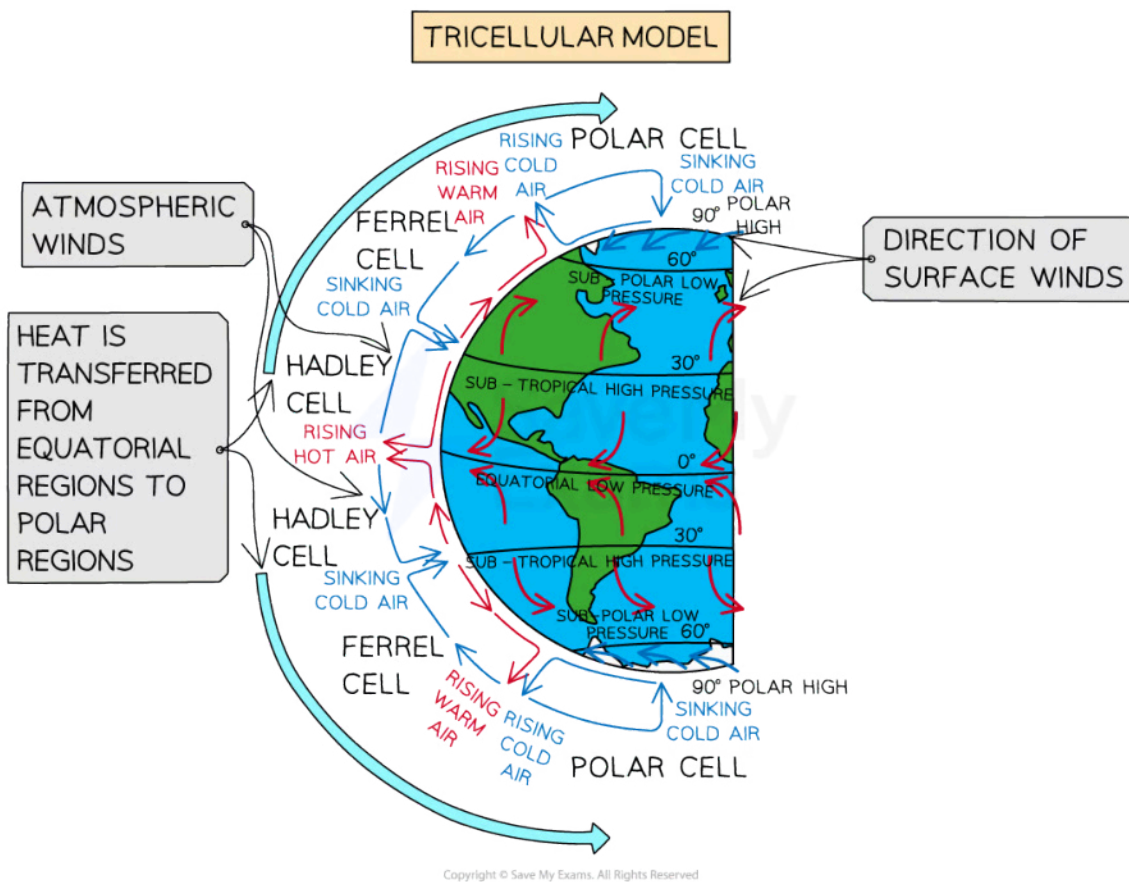 TRICELLULAR MODEL
POLAR CELL
RISING
COLD
AIR
RISING
WARM
AIR
SINKING
COLD AIR
90° POLAR
HIGH
ATMOSPHERIC
WINDS
FERREL
CELL
DIRECTION OF
SURFACE WINDS
60°
SUB - POLAR LOW
PRESSURE
SINKING
COLD AIR
HEAT IS
TRANSFERRED
FROM
EQUATORIAL
REGIONS TO
POLAR
REGIONS
HADLEY
CELL
30°
SUB - TROPICAL HIGH PRESSURE
RISING
HOT AIR
0°
EQUATORIAL LOW PRESSURE
HADLEY
CELL
30°
SUB - TROPICAL HIGH PRESSURE
SINKING
COLD AIR
SUB-POLAR LOW
PRESSURE 60°
FERREL
CELL
90° POLAR HIGH
RISING
WARM
AIR
RISING
COLD
AIR
SINKING
COLD AIR
POLAR CELL
Copyright © Save My Exams. All Rights Reserved